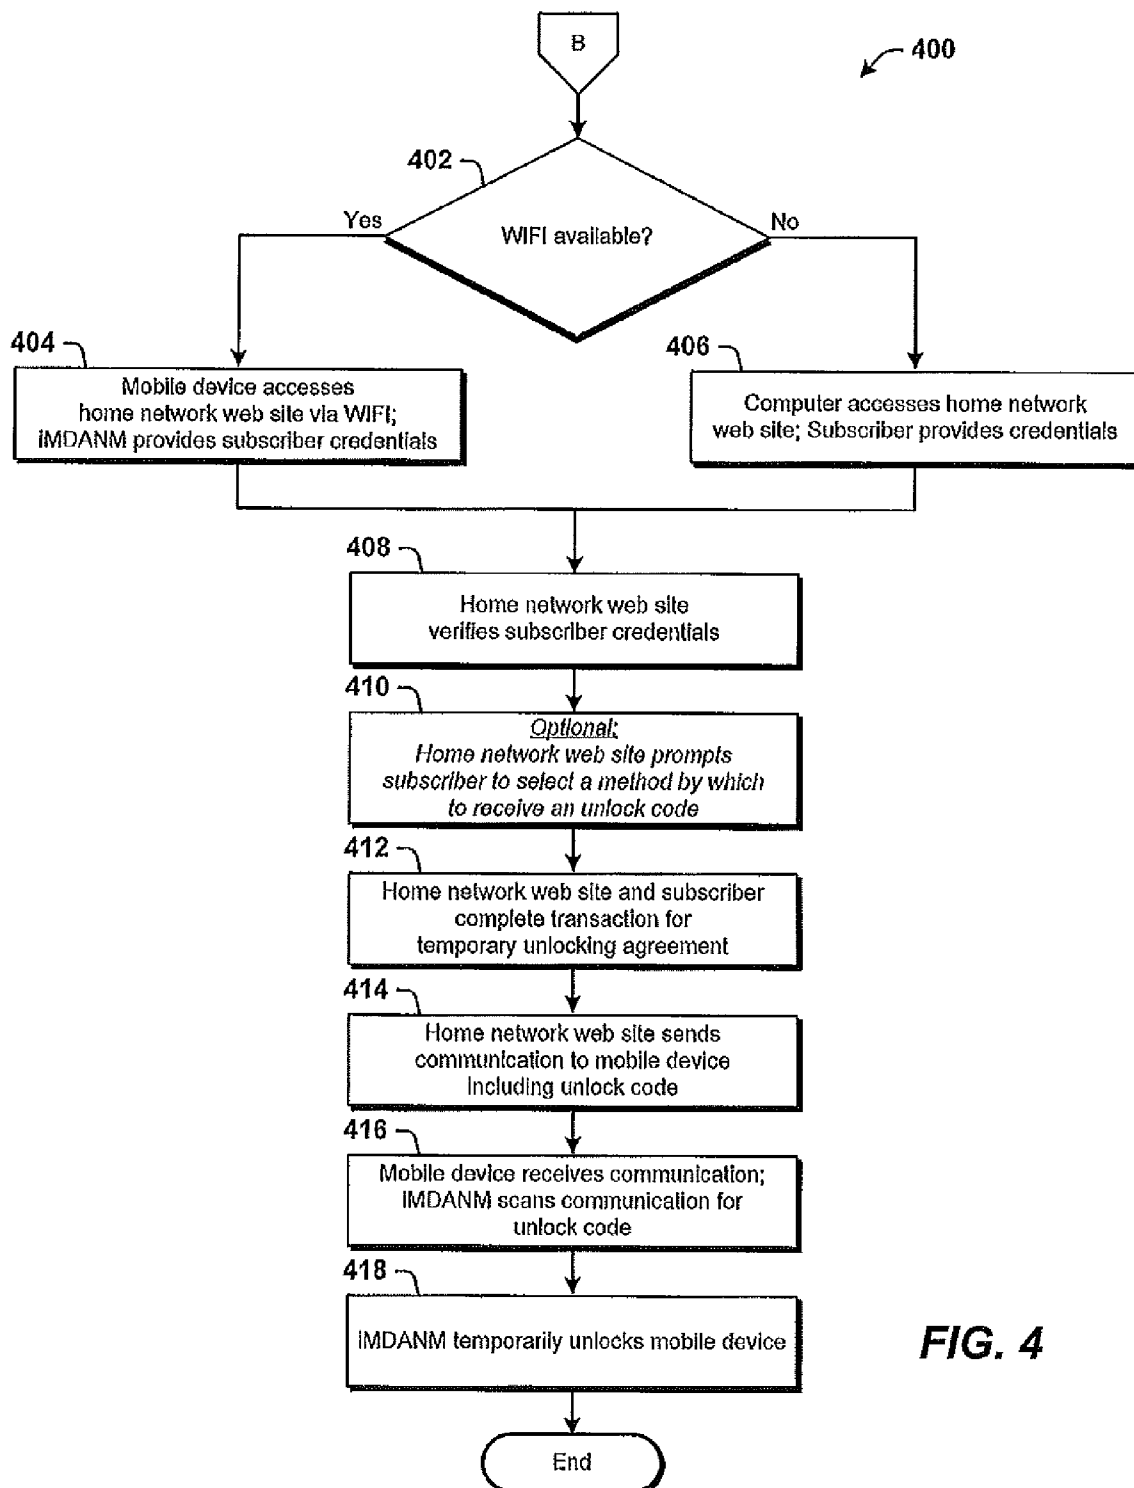 B
400
402
WIFI available?
Yes
No
404
Mobile device accesses
home network web site via WIFI;
iMDANM provides subscriber credentials
406
Computer accesses home network
web site; Subscriber provides credentials
408
Home network web site
verifies subscriber credentials
410
Optional:
Home network web site prompts
subscriber to select a method by which
to receive an unlock code
412
Home network web site and subscriber
complete transaction for
temporary unlocking agreement
414
Home network web site sends
communication to mobile device
including unlock code
416
Mobile device receives communication;
iMDANM scans communication for
unlock code
418
iMDANM temporarily unlocks mobile device
FIG. 4
End